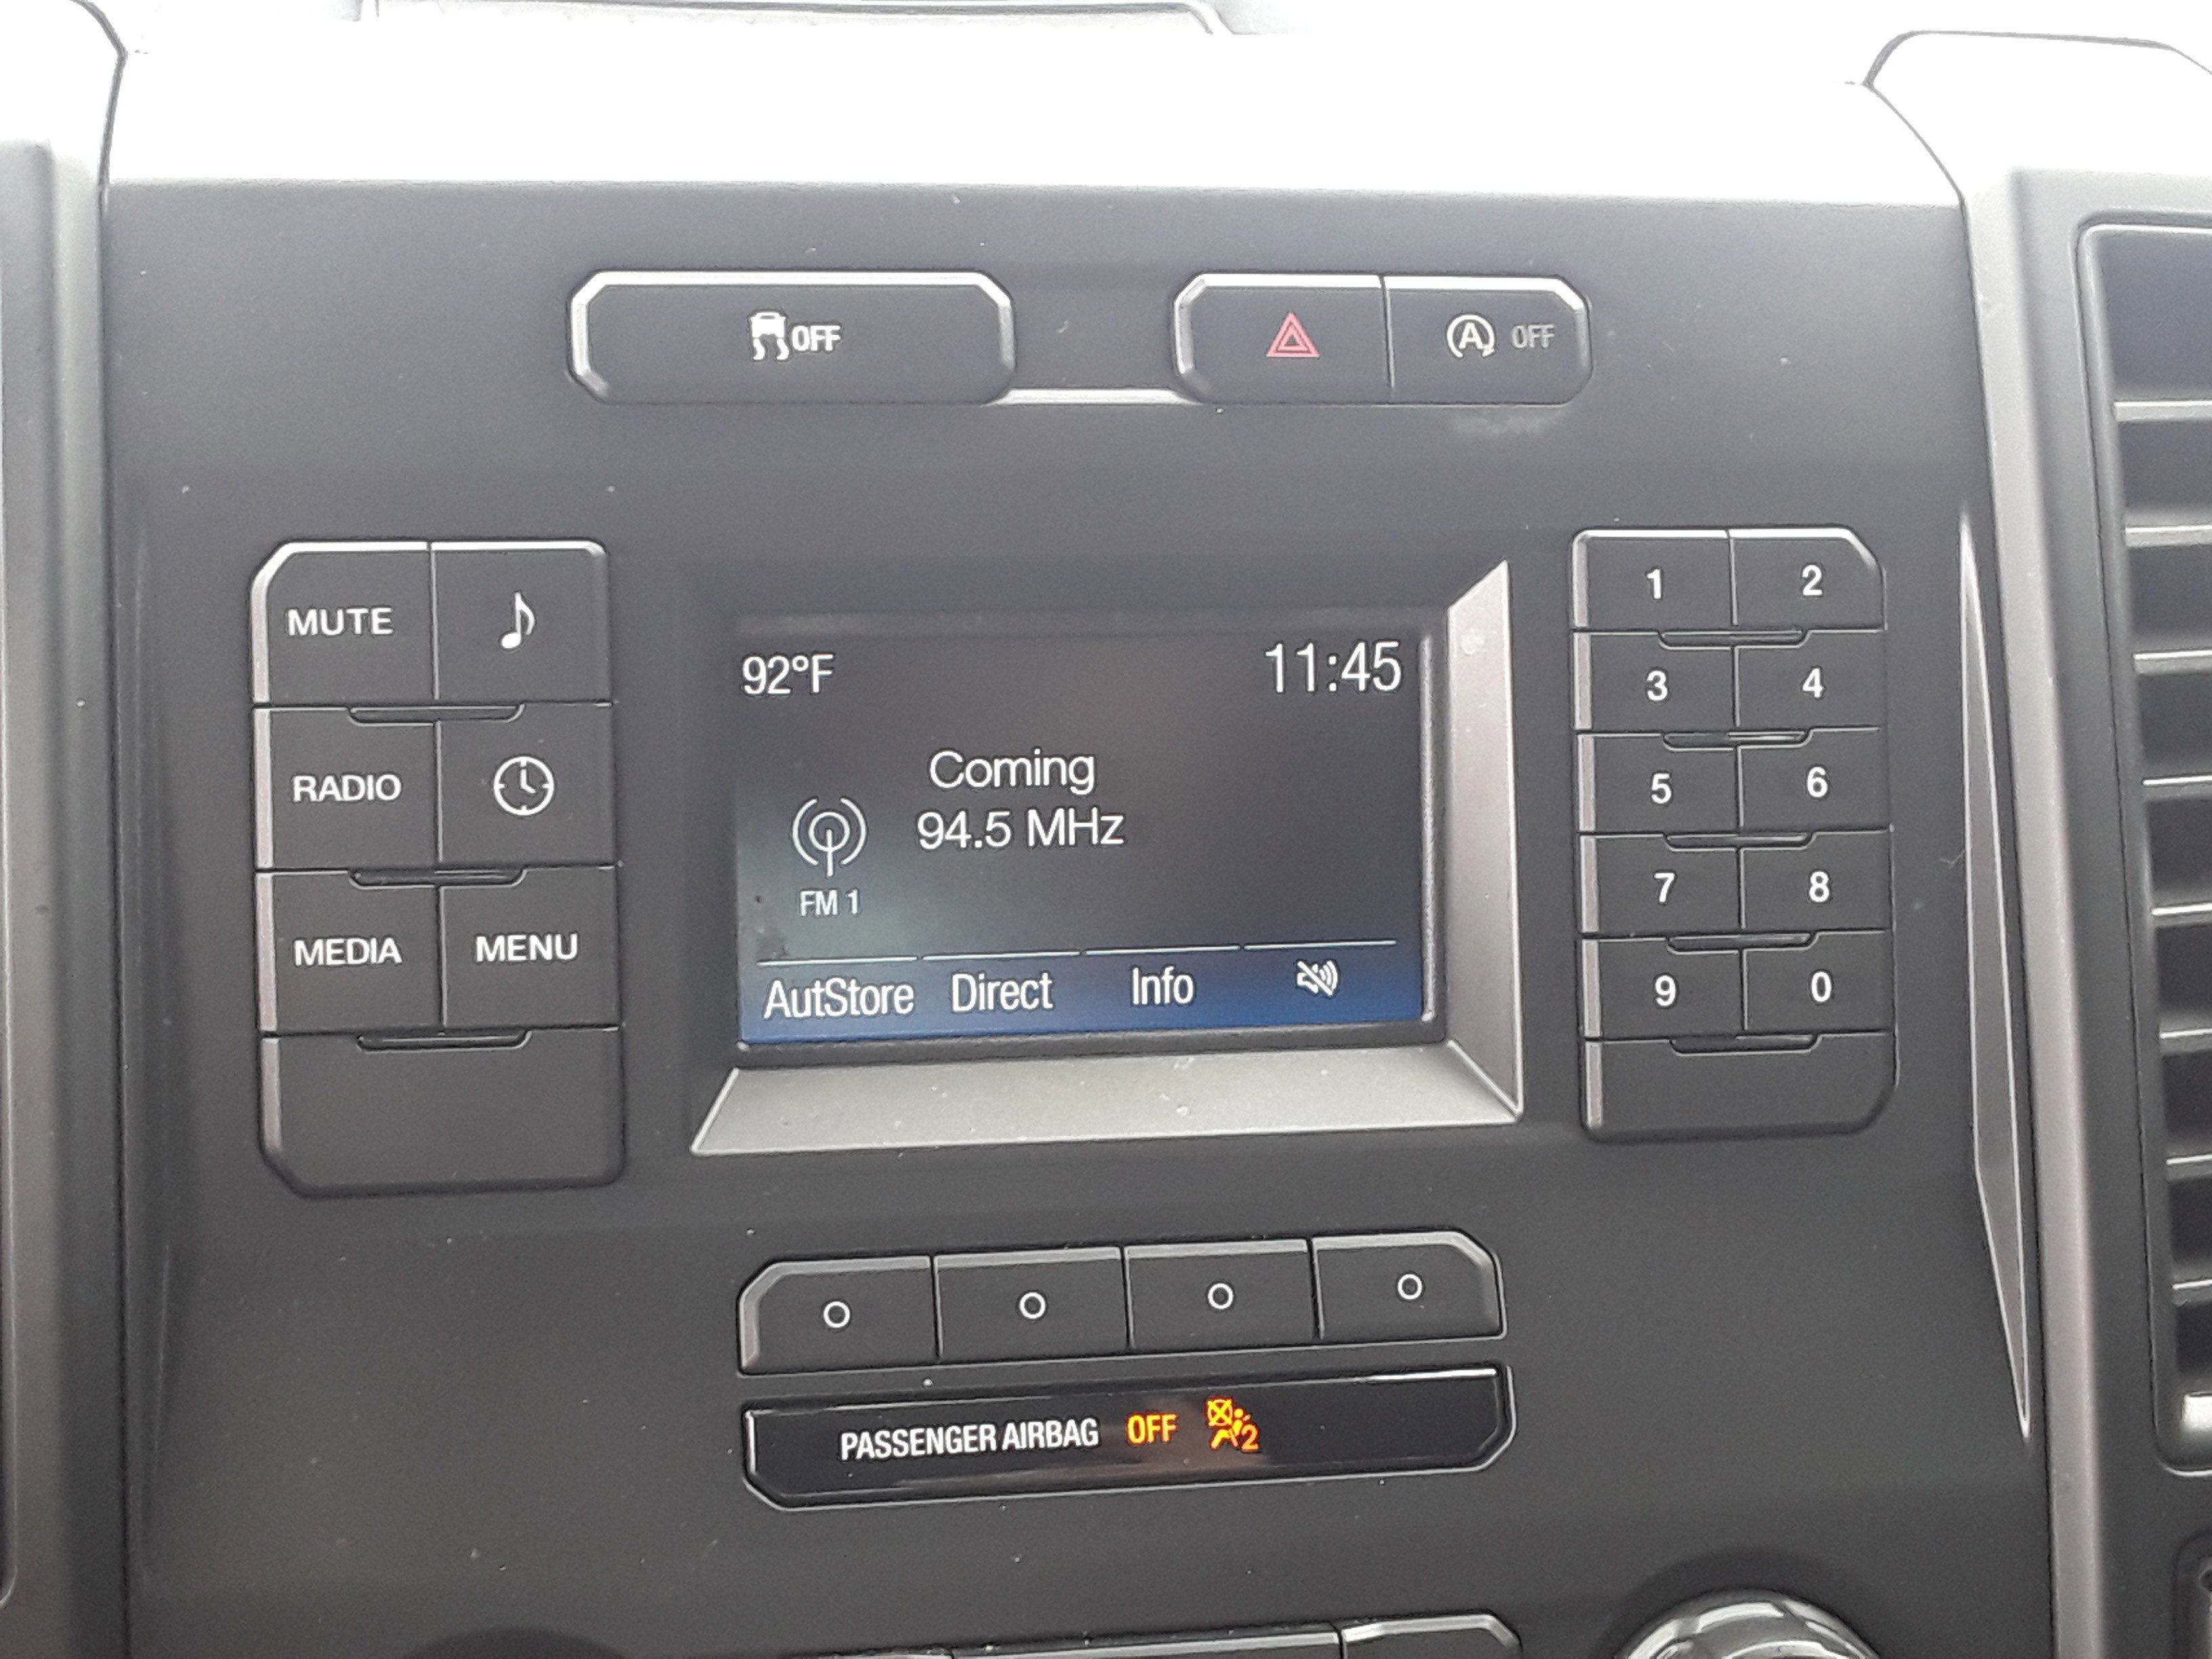 OFF
A OFF
MUTE
RADIO
MEDIA MENU
92°F 11:45
Coming
94.5 MHz
FM 1
AutStore Direct Info
1 2
3 4
5 6
7 8
9 0
PASSENGER AIRBAG OFF 2